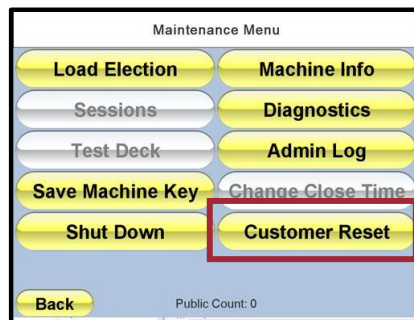 Maintenance Menu
Load Election Machine Info
Sessions Diagnostics
Test Deck Admin Log
Save Machine Key Change Close Time
Shut Down Customer Reset
Back Public Count: 0